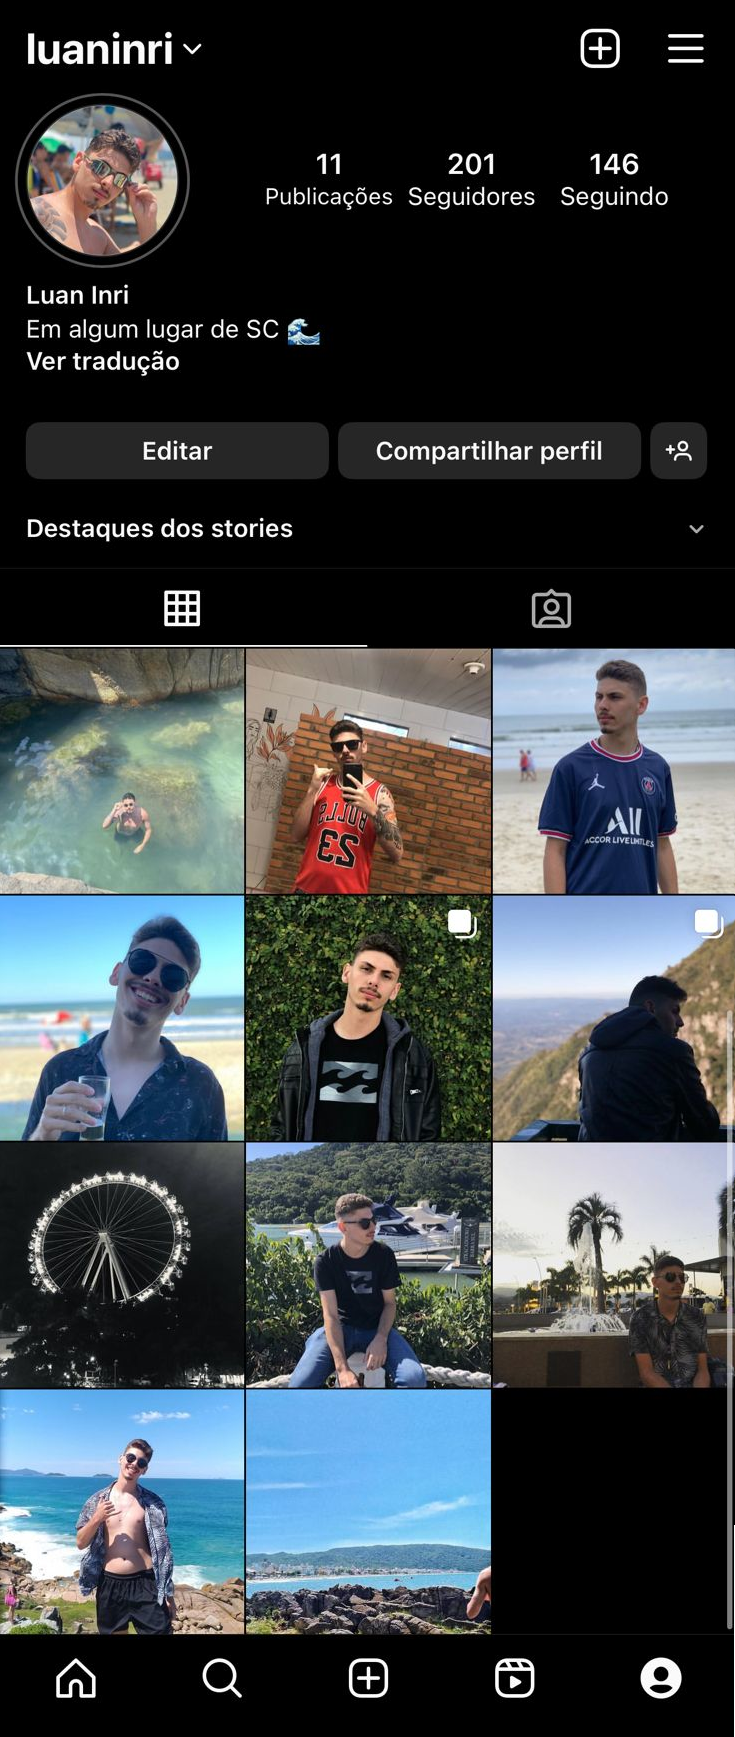 luaninri
11
201
146
Publicações
Seguidores
Seguindo
Luan Inri
Em algum lugar de SC 🌊
Ver tradução
Editar
Compartilhar perfil
Destaques dos stories
BULLS
23
All
ACCOR LIVE LIMITLESS